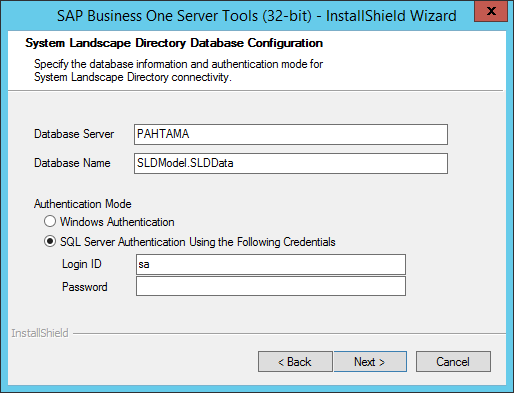 SAP Business One Server Tools (32-bit) - InstallShield Wizard
X
System Landscape Directory Database Configuration
Specify the database information and authentication mode for
System Landscape Directory connectivity.
Database Server PAHTAMA
Database Name SLDModel.SLDData
Authentication Mode
Windows Authentication
SQL Server Authentication Using the Following Credentials
Login ID sa
Password
InstallShield
< Back Next > Cancel